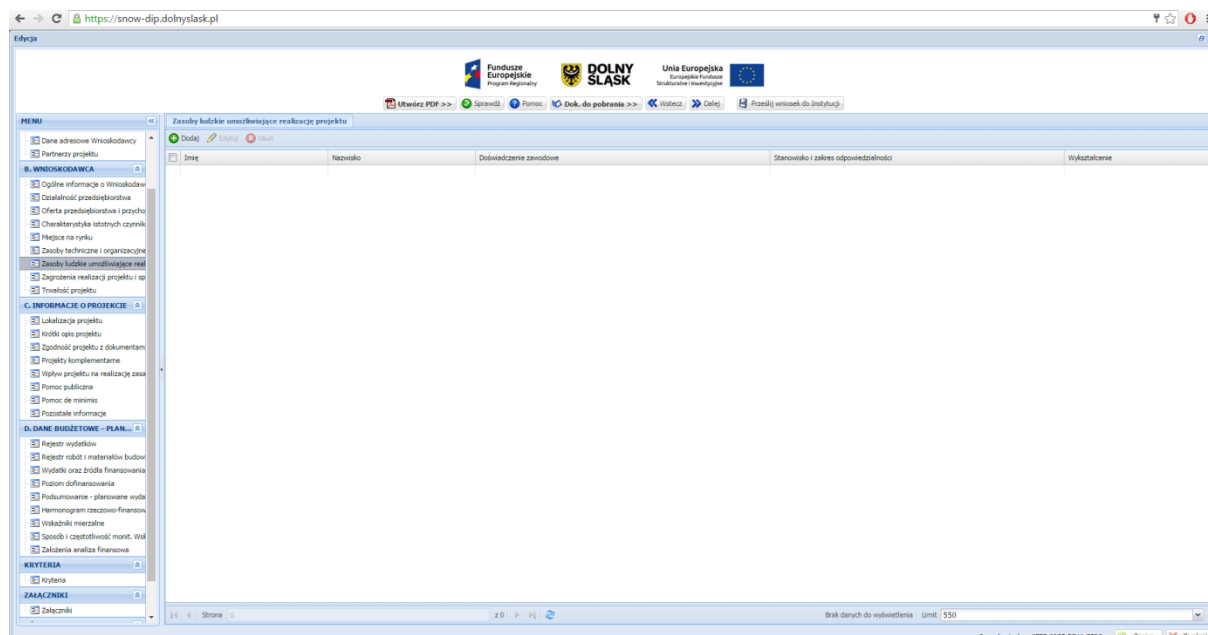 https://snow-dip.dolnyslask.pl
Edycja
Fundusze
Europejskie
Program Regionalny
DOLNY
ŚLĄSK
Unia Europejska
Europejskie Fundusze
Strukturalne i Inwestycyjne
Utwórz PDF >> Sprawdź Pomoc Dok. do pobrania >> Wstecz Dalej Prześlij wniosek do Instytucji
MENU
Zasoby ludzkie umożliwiające realizację projektu
Dodaj Edytuj Usuń
Imię Nazwisko Doświadczenie zawodowe Stanowisko i zakres odpowiedzialności Wykształcenie
Dane adresowe Wnioskodawcy
Partnerzy projektu
B. WNIOSKODAWCA
Ogólne informacje o Wnioskodaw
Działalność przedsiębiorstwa
Oferta przedsiębiorstwa i przycho
Charakterystyka istotnych czynnik
Miejsce na rynku
Zasoby techniczne i organizacyjne
Zasoby ludzkie umożliwiające real
Zagrożenia realizacji projektu i sp
Trwałość projektu
C. INFORMACJE O PROJEKCIE
Lokalizacja projektu
Krótki opis projektu
Zgodność projektu z dokumentam
Projekty komplementarne
Wpływ projektu na realizację zasa
Pomoc publiczna
Pomoc de minimis
Pozostałe informacje
D. DANE BUDŻETOWE - PLAN...
Rejestr wydatków
Rejestr robót i materiałów budow
Wydatki oraz źródła finansowania
Poziom dofinansowania
Podsumowanie - planowane wyda
Harmonogram rzeczowo-finansow
Wskaźniki mierzalne
Sposób i częstotliwość monit. Wsk
Założenia analiza finansowa
KRYTERIA
Kryteria
ZAŁĄCZNIKI
Załączniki
Strona 0 z 0 Brak danych do wyświetlenia Limit 550